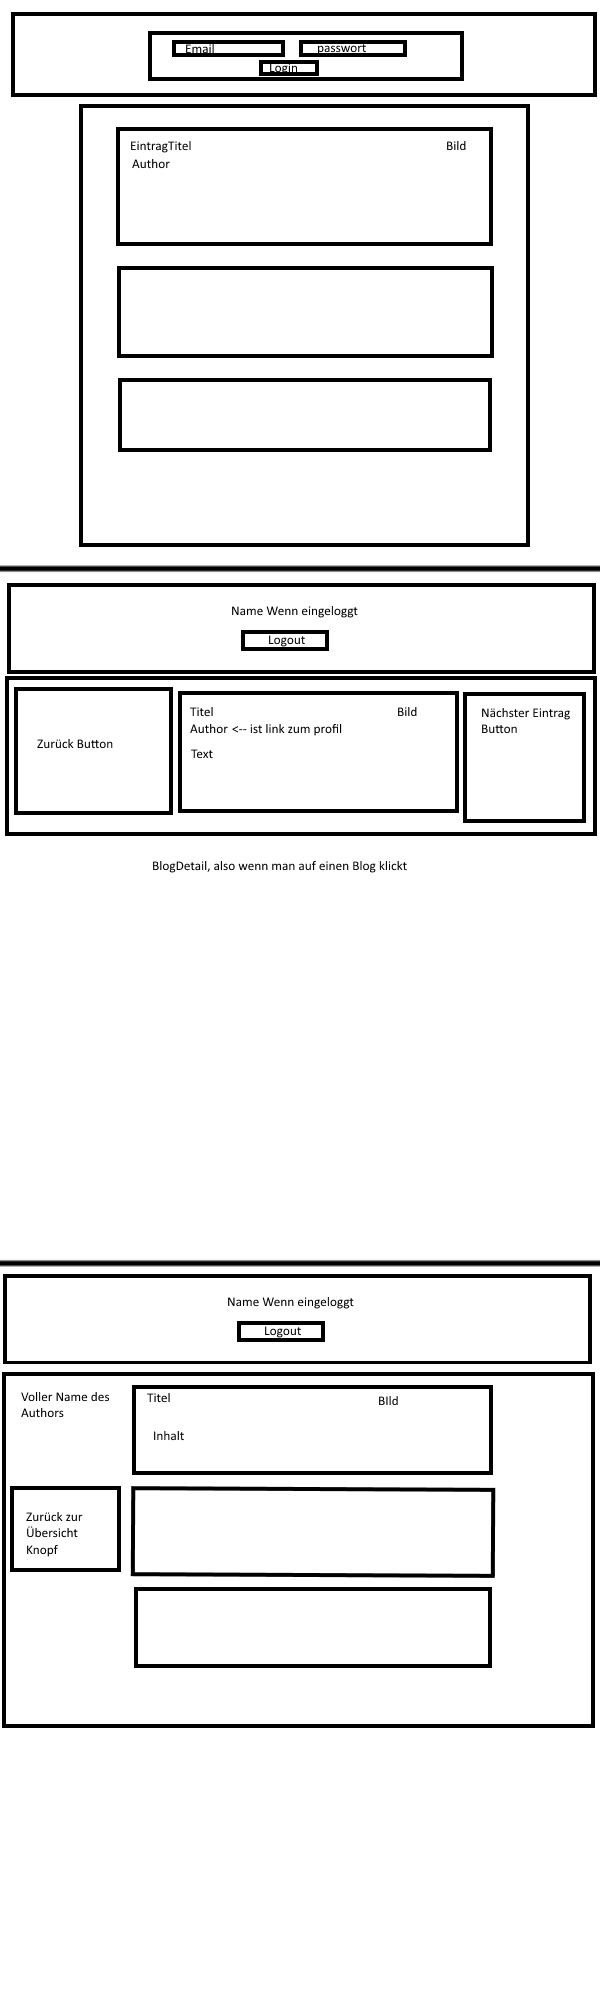 Email
passwort
Login
EintragTitel
Bild
Author
Name Wenn eingeloggt
Logout
Zurück Button
Titel
Bild
Author <-- ist link zum profil
Text
Nächster Eintrag
Button
BlogDetail, also wenn man auf einen Blog klickt
Name Wenn eingeloggt
Logout
Voller Name des
Authors
Titel
BIld
Inhalt
Zurück zur
Übersicht
Knopf